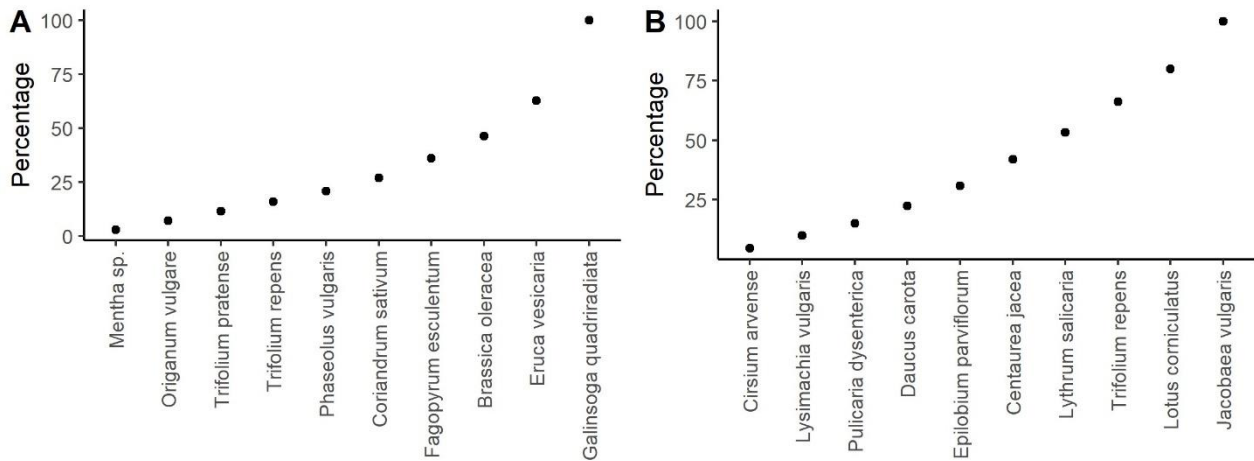 A
Percentage
100
75
50
25
0
Mentha sp.
Origanum vulgare
Trifolium pratense
Trifolium repens
Phaseolus vulgaris
Coriandrum sativum
Fagopyrum esculentum
Brassica oleracea
Eruca vesicaria
Galinsoga quadriradiata
B
Percentage
100
75
50
25
Cirsium arvense
Lysimachia vulgaris
Pulicaria dysenterica
Daucus carota
Epilobium parviflorum
Centaurea jacea
Lythrum salicaria
Trifolium repens
Lotus corniculatus
Jacobaea vulgaris